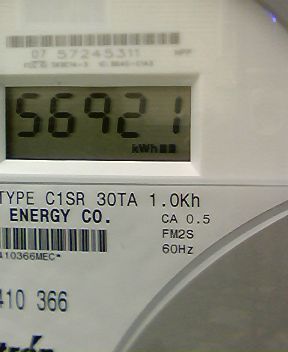 07 57245311
56921
kWh
TYPE C1SR 30TA 1.0Kh
ENERGY CO. CA 0.5
FM2S
410366MEC*
60Hz
410 366